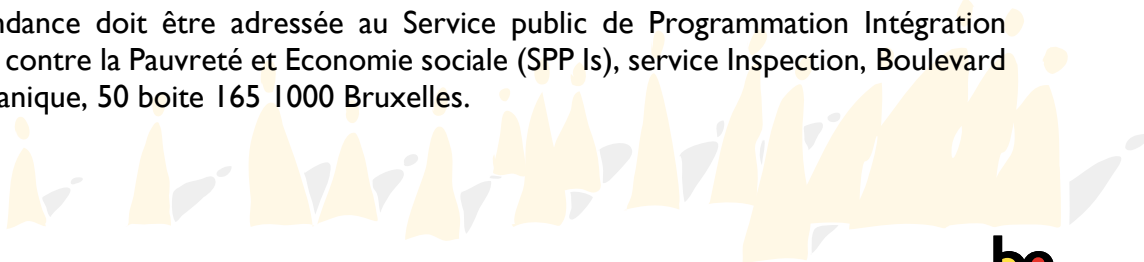 ndance doit être adressée au Service public de Programmation Intégration
contre la Pauvreté et Economie sociale (SPP Is), service Inspection, Boulevard
anique, 50 boite 165 1000 Bruxelles.
be